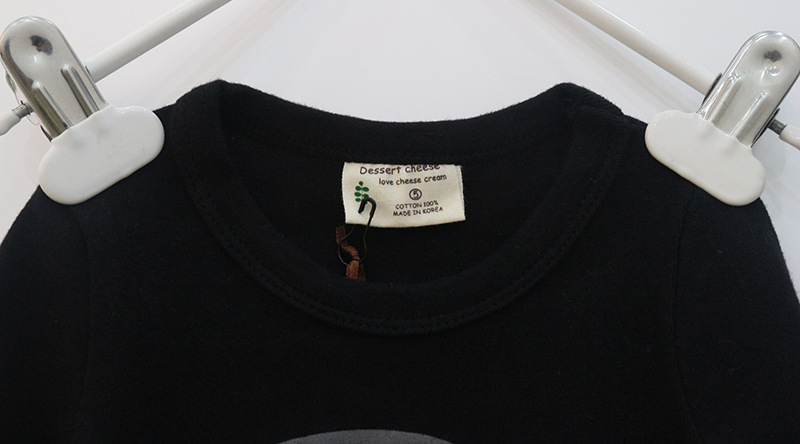 Dessert cheese
love cheese cream
5
COTTON 100%
MADE IN KOREA